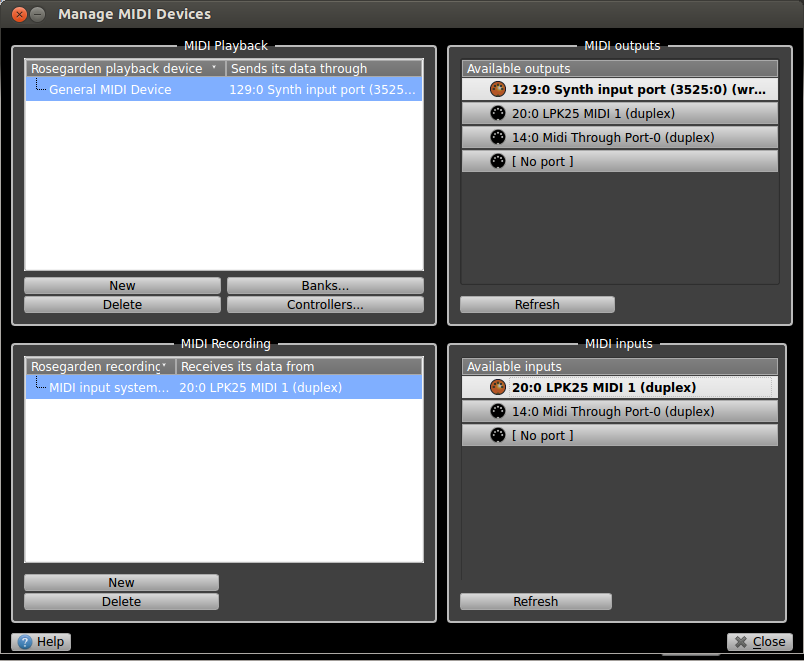 Manage MIDI Devices
MIDI Playback
Rosegarden playback device Sends its data through
General MIDI Device 129:0 Synth input port (3525...
New Banks...
Delete Controllers...
MIDI outputs
Available outputs
129:0 Synth input port (3525:0) (wr...
20:0 LPK25 MIDI 1 (duplex)
14:0 Midi Through Port-0 (duplex)
[ No port ]
Refresh
MIDI Recording
Rosegarden recording Receives its data from
MIDI input system... 20:0 LPK25 MIDI 1 (duplex)
New
Delete
MIDI inputs
Available inputs
20:0 LPK25 MIDI 1 (duplex)
14:0 Midi Through Port-0 (duplex)
[ No port ]
Refresh
? Help
Close